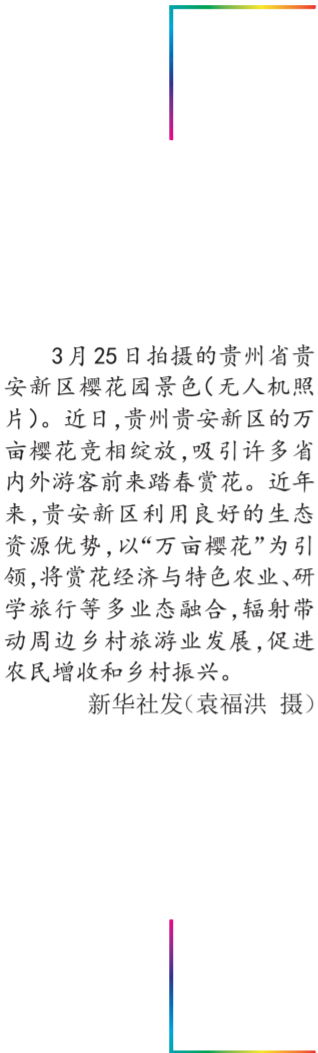 3月25日拍摄的贵州省贵
安新区樱花园景色(无人机照
片)。近日,贵州贵安新区的万
亩樱花竞相绽放,吸引许多省
内外游客前来踏春赏花。近年
来,贵安新区利用良好的生态
资源优势,以“万亩樱花”为引
领,将赏花经济与特色农业、研
学旅行等多业态融合,辐射带
动周边乡村旅游业发展,促进
农民增收和乡村振兴。
新华社发(袁福洪 摄)